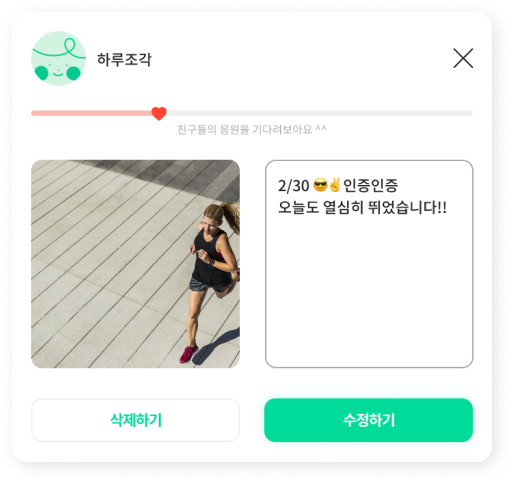 하루조각
친구들의 응원을 기다려보아요 ^^
2/30 😎✌️인증인증
오늘도 열심히 뛰었습니다!!
삭제하기
수정하기